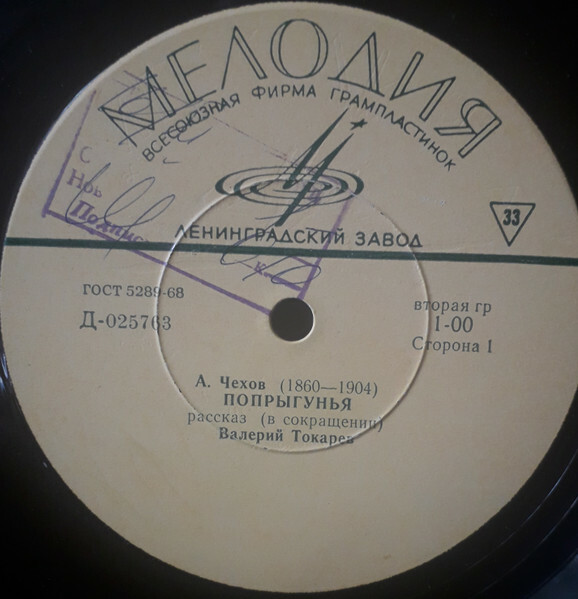 МЕЛОДИЯ
ВСЕСОЮЗНАЯ ФИРМА ГРАМПЛАСТИНОК
ЛЕНИНГРАДСКИЙ ЗАВОД
33
ГОСТ 5289-68
Д-025763
вторая гр
1-00
Сторона 1
А. Чехов (1860—1904)
ПОПРЫГУНЬЯ
рассказ (в сокращении)
Валерий Токарев